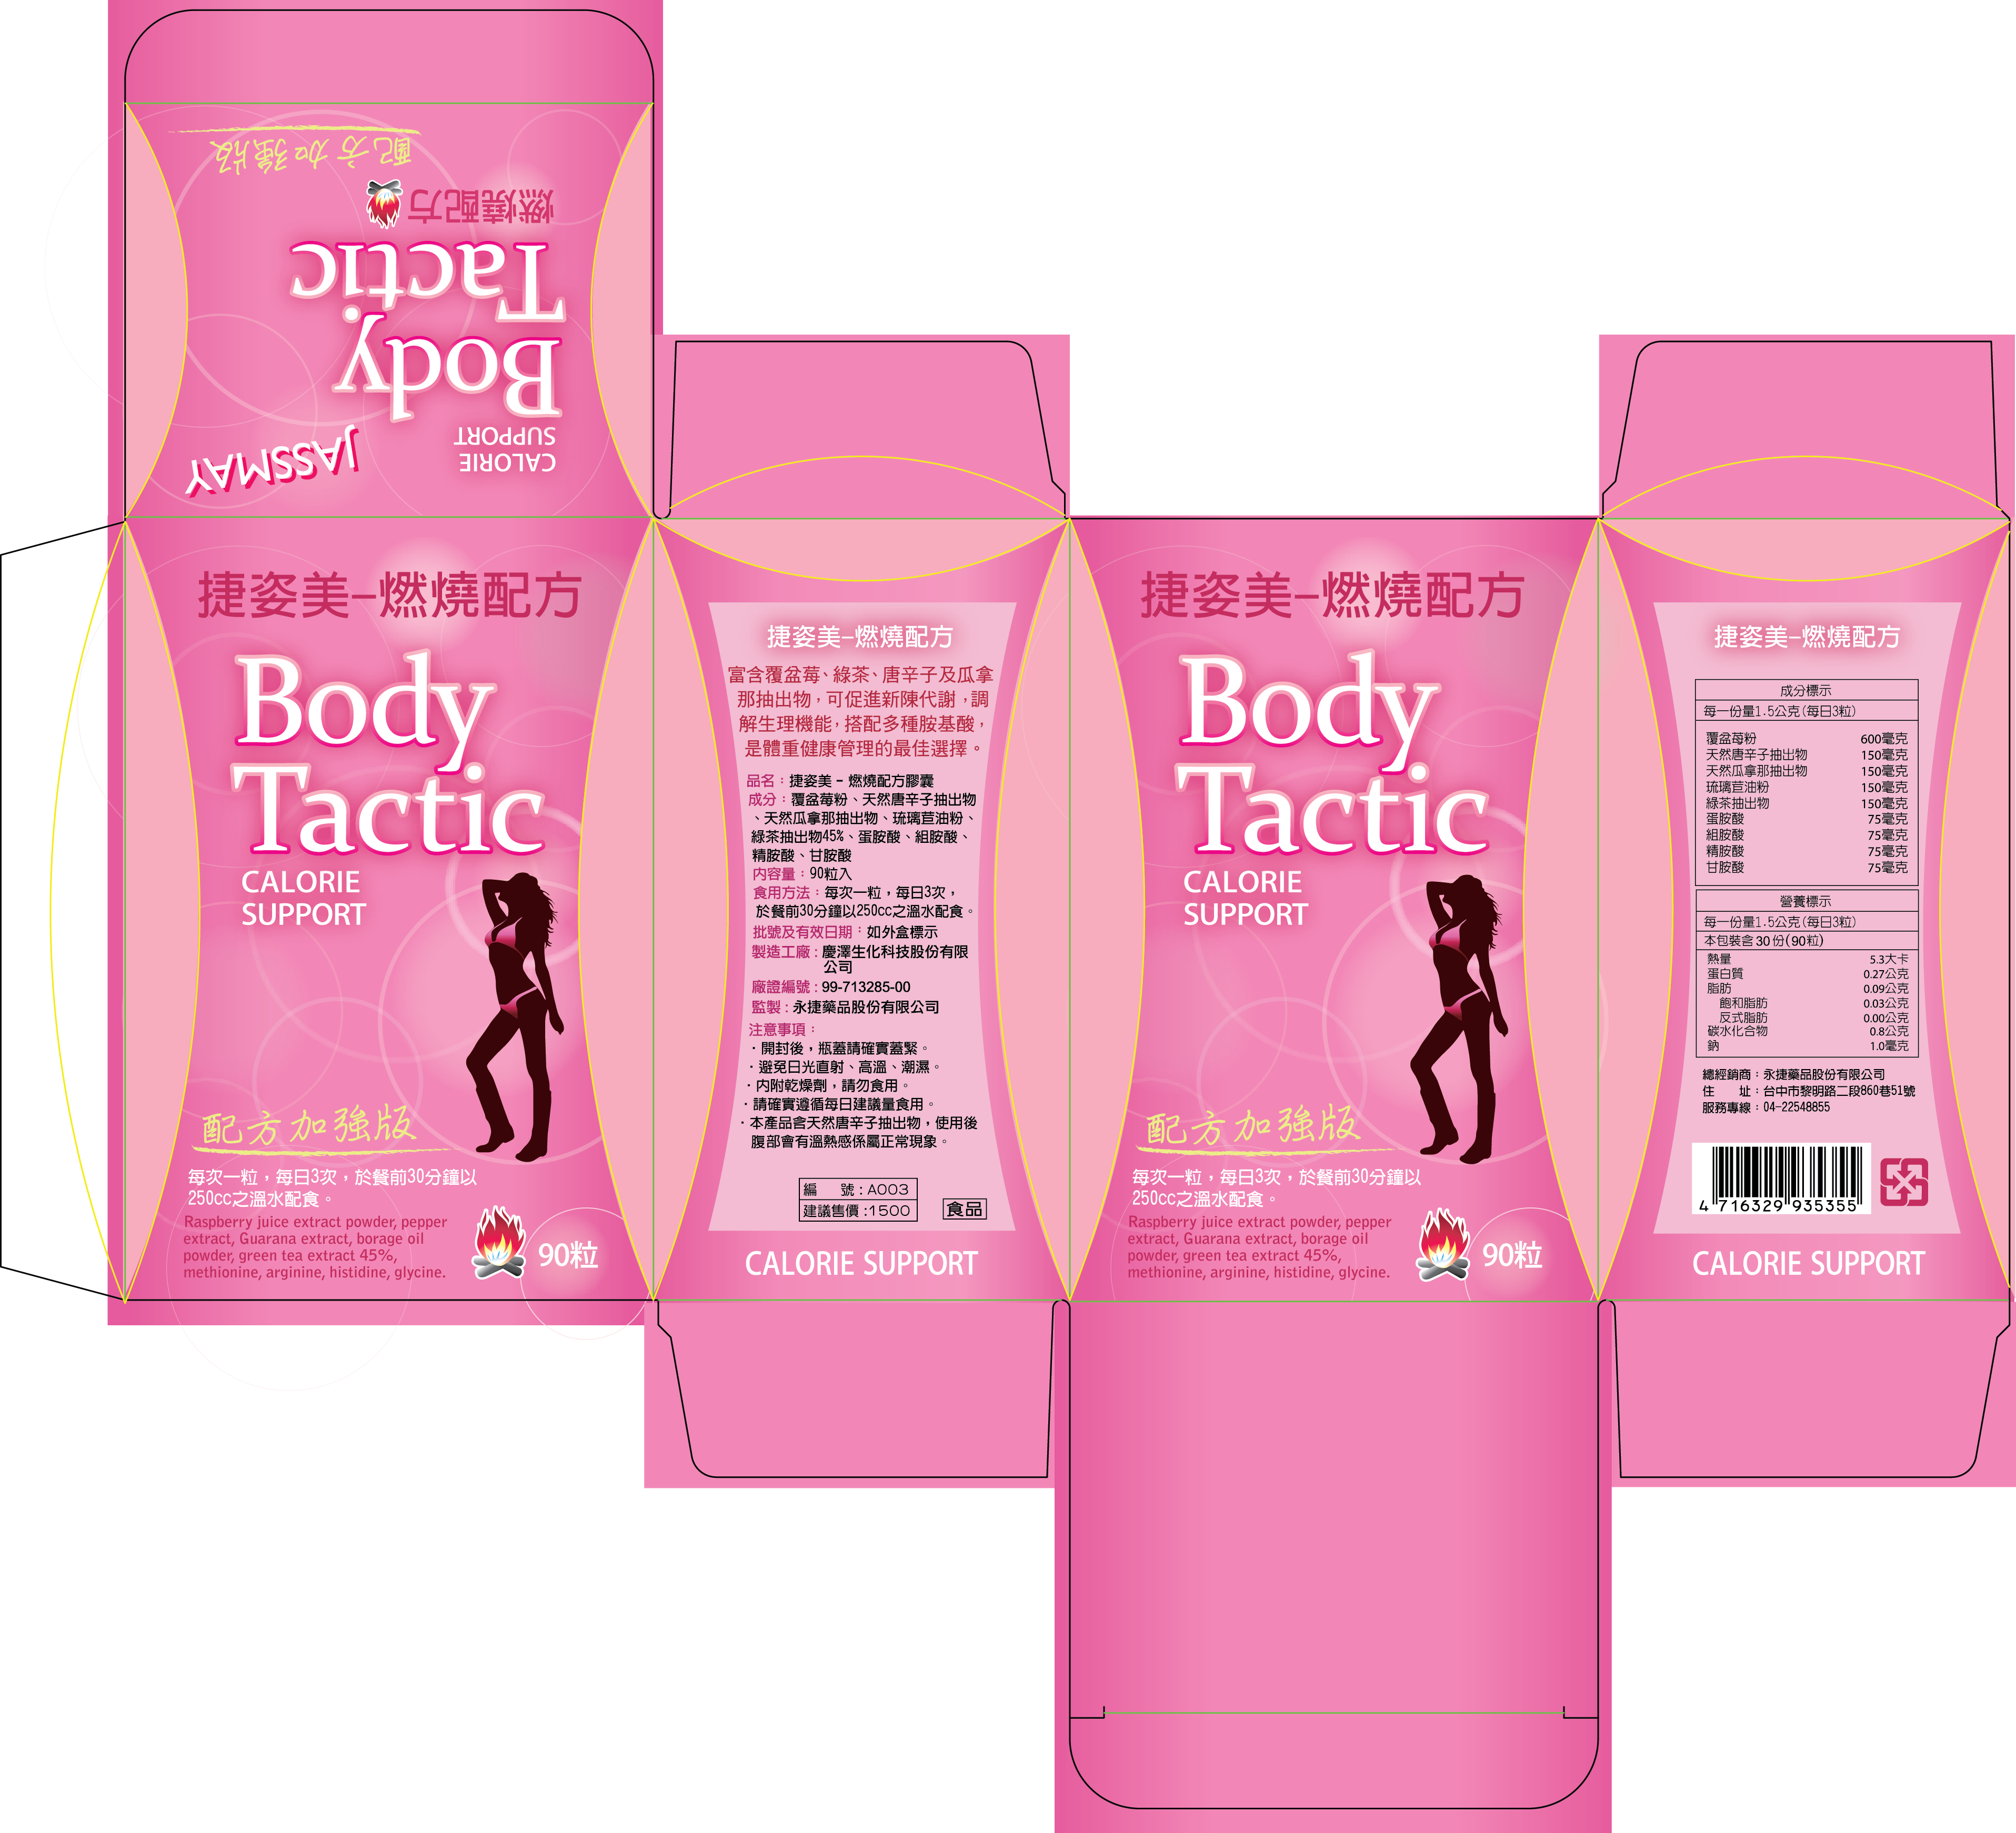 配方加強版
燃燒配方
Body
Tactic
CALORIE
SUPPORT
JASSMAY
捷姿美-燃燒配方
Body
Tactic
CALORIE
SUPPORT
配方加強版
每次一粒，每日3次，於餐前30分鐘以
250cc之溫水配食。
Raspberry juice extract powder, pepper
extract, Guarana extract, borage oil
powder, green tea extract 45%,
methionine, arginine, histidine, glycine.
90粒
捷姿美-燃燒配方
富含覆盆莓、綠茶、唐辛子及瓜拿
那抽出物，可促進新陳代謝，調
解生理機能，搭配多種胺基酸，
是體重健康管理的最佳選擇。
品名：捷姿美 - 燃燒配方膠囊
成分：覆盆莓粉、天然唐辛子抽出物
、天然瓜拿那抽出物、琉璃苣油粉、
綠茶抽出物45%、蛋胺酸、組胺酸、
精胺酸、甘胺酸
內容量：90粒入
食用方法：每次一粒，每日3次，
於餐前30分鐘以250cc之溫水配食。
批號及有效日期：如外盒標示
製造工廠：慶澤生化科技股份有限
公司
廠證編號：99-713285-00
監製：永捷藥品股份有限公司
注意事項：
·開封後，瓶蓋請確實蓋緊。
·避免日光直射、高溫、潮濕。
·內附乾燥劑，請勿食用。
·請確實遵循每日建議量食用。
·本產品含天然唐辛子抽出物，使用後
腹部會有溫熱感係屬正常現象。
編　號：A003
建議售價：1500
食品
CALORIE SUPPORT
捷姿美-燃燒配方
Body
Tactic
CALORIE
SUPPORT
配方加強版
每次一粒，每日3次，於餐前30分鐘以
250cc之溫水配食。
Raspberry juice extract powder, pepper
extract, Guarana extract, borage oil
powder, green tea extract 45%,
methionine, arginine, histidine, glycine.
90粒
捷姿美-燃燒配方
成分標示
每一份量1.5公克(每日3粒)
覆盆莓粉 600毫克
天然唐辛子抽出物 150毫克
天然瓜拿那抽出物 150毫克
琉璃苣油粉 150毫克
綠茶抽出物 150毫克
蛋胺酸 75毫克
組胺酸 75毫克
精胺酸 75毫克
甘胺酸 75毫克
營養標示
每一份量1.5公克(每日3粒)
本包裝含30份(90粒)
熱量 5.3大卡
蛋白質 0.27公克
脂肪 0.09公克
飽和脂肪 0.03公克
反式脂肪 0.00公克
碳水化合物 0.8公克
鈉 1.0毫克
總經銷商：永捷藥品股份有限公司
住　址：台中市黎明路二段860巷51號
服務專線：04-22548855
4 716329 935355
CALORIE SUPPORT